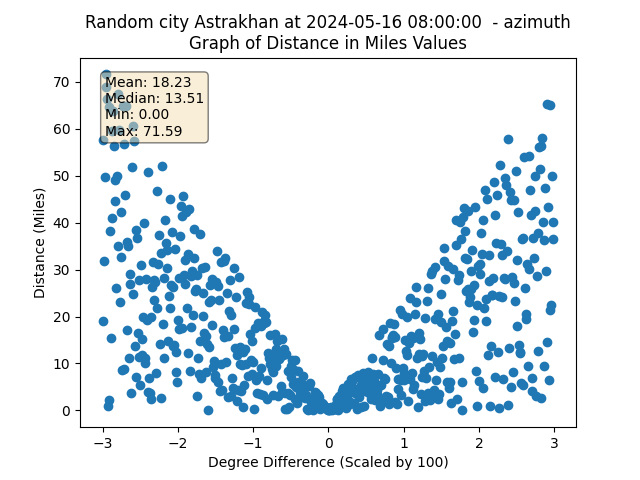 Random city Astrakhan at 2024-05-16 08:00:00 - azimuth
Graph of Distance in Miles Values
Mean: 18.23
Median: 13.51
Min: 0.00
Max: 71.59
Distance (Miles)
70
60
50
40
30
20
10
0
−3
−2
−1
0
1
2
3
Degree Difference (Scaled by 100)